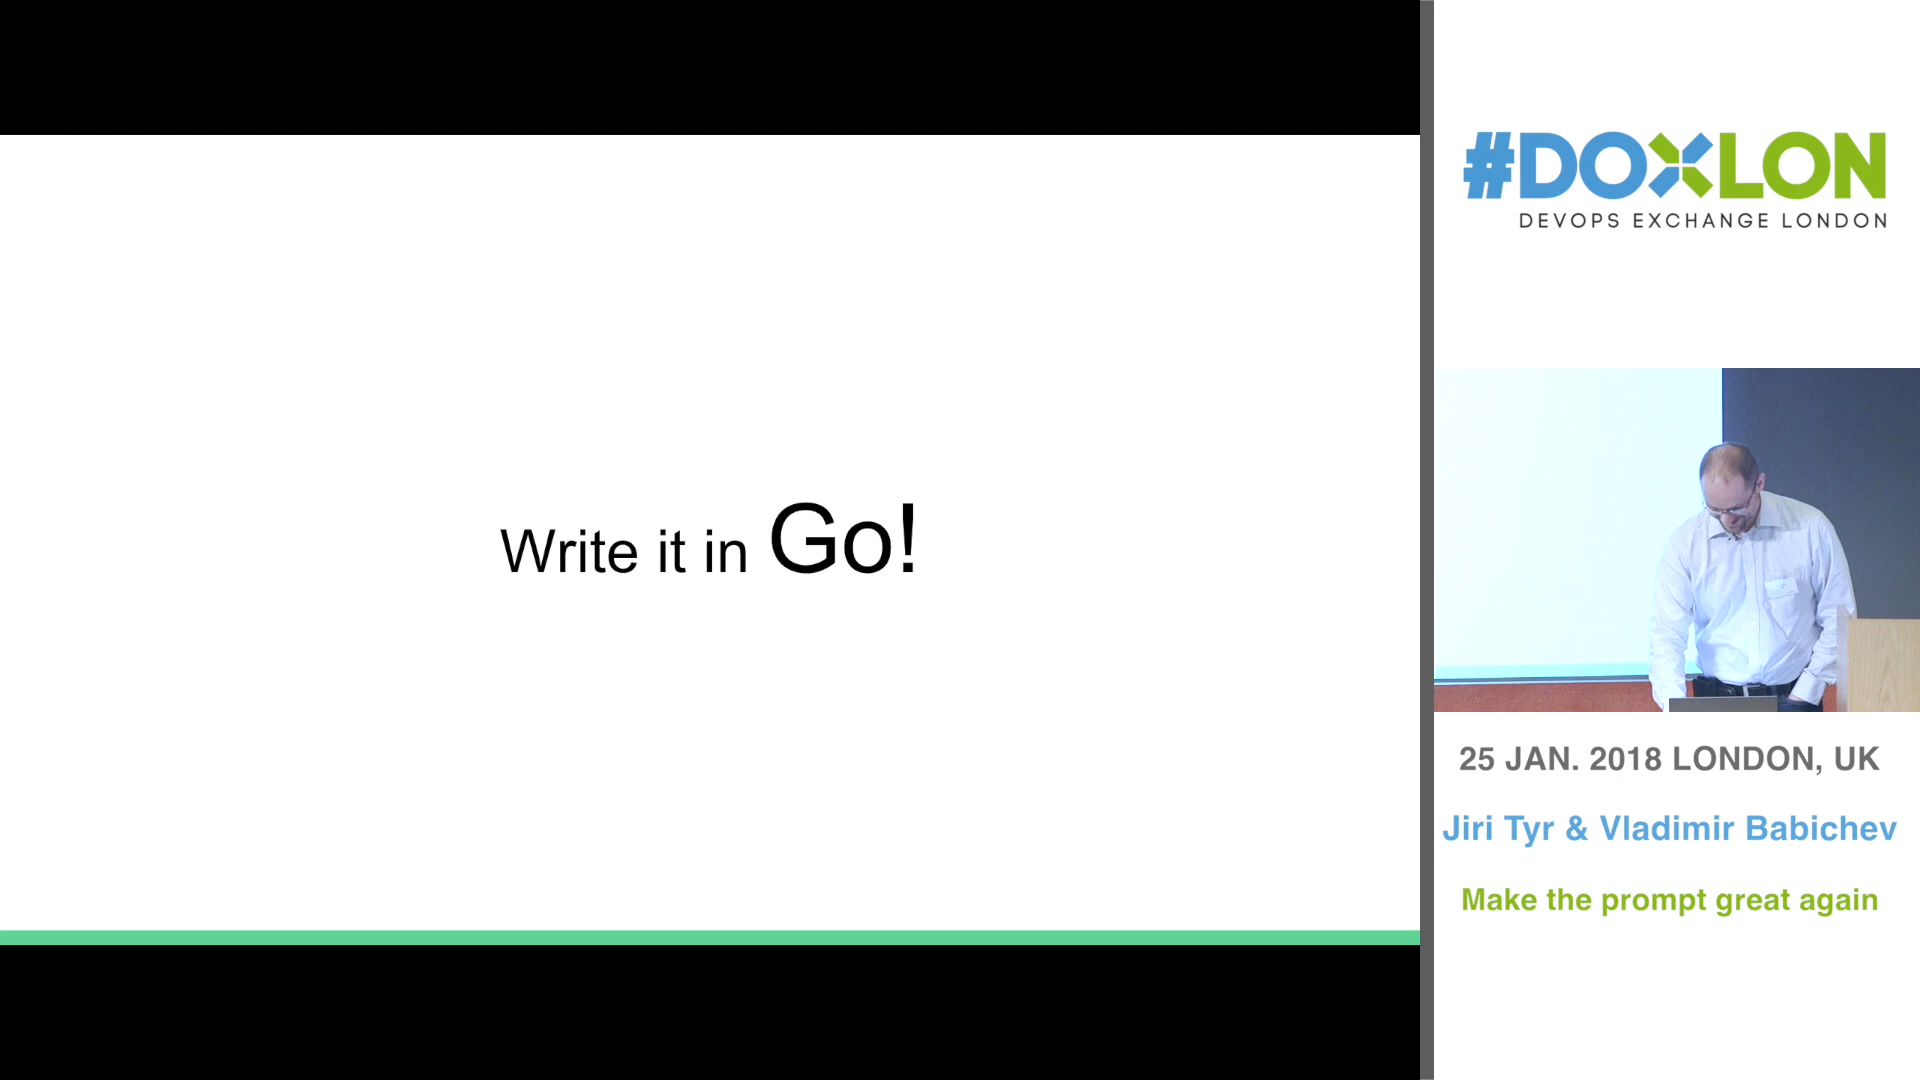 Write it in Go!
#DOXLON
DEVOPS EXCHANGE LONDON
25 JAN. 2018 LONDON, UK
Jiri Tyr & Vladimir Babichev
Make the prompt great again